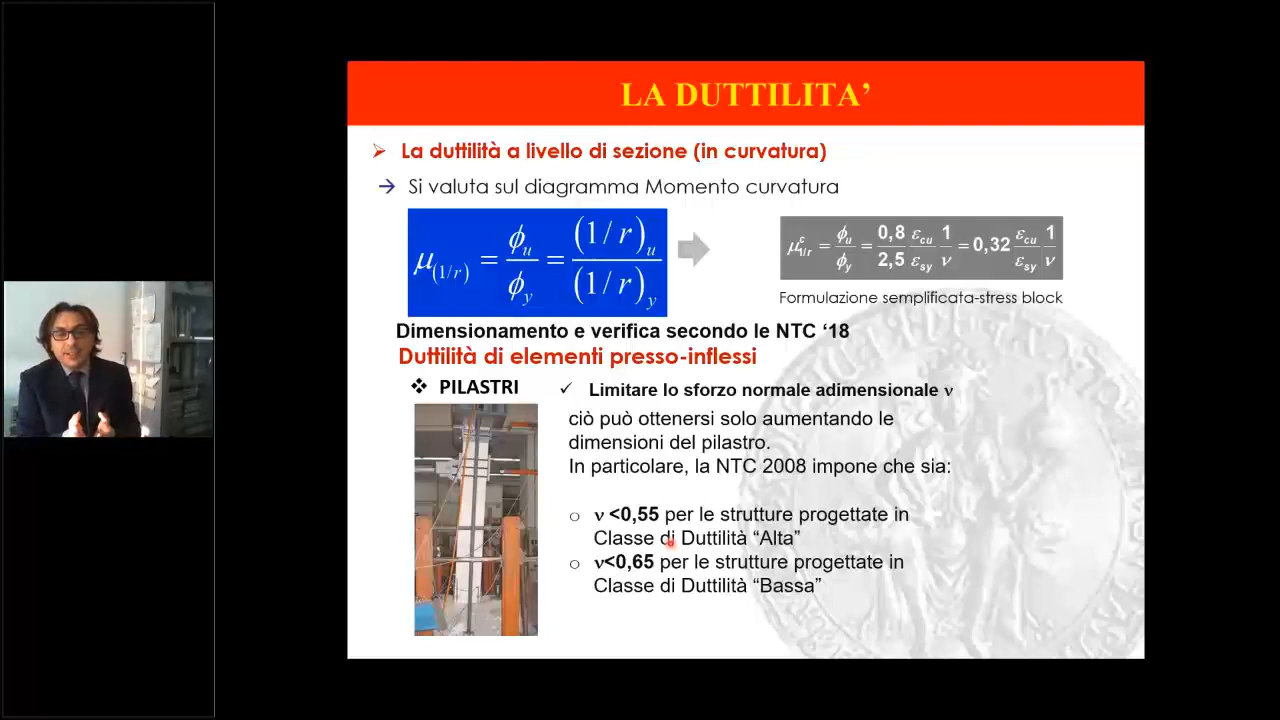 LA DUTTILITA’
La duttilità a livello di sezione (in curvatura)
Si valuta sul diagramma Momento curvatura
μ(1/r) = ϕu/ϕy = (1/r)u/(1/r)y
μᶜ1/r = ϕu/ϕy = 0,8/2,5 εcu/εsy 1/ν = 0,32 εcu/εsy 1/ν
Formulazione semplificata-stress block
Dimensionamento e verifica secondo le NTC ‘18
Duttilità di elementi presso-inflessi
PILASTRI
Limitare lo sforzo normale adimensionale ν
ciò può ottenersi solo aumentando le
dimensioni del pilastro.
In particolare, la NTC 2008 impone che sia:
ν <0,55 per le strutture progettate in
Classe di Duttilità “Alta”
ν<0,65 per le strutture progettate in
Classe di Duttilità “Bassa”